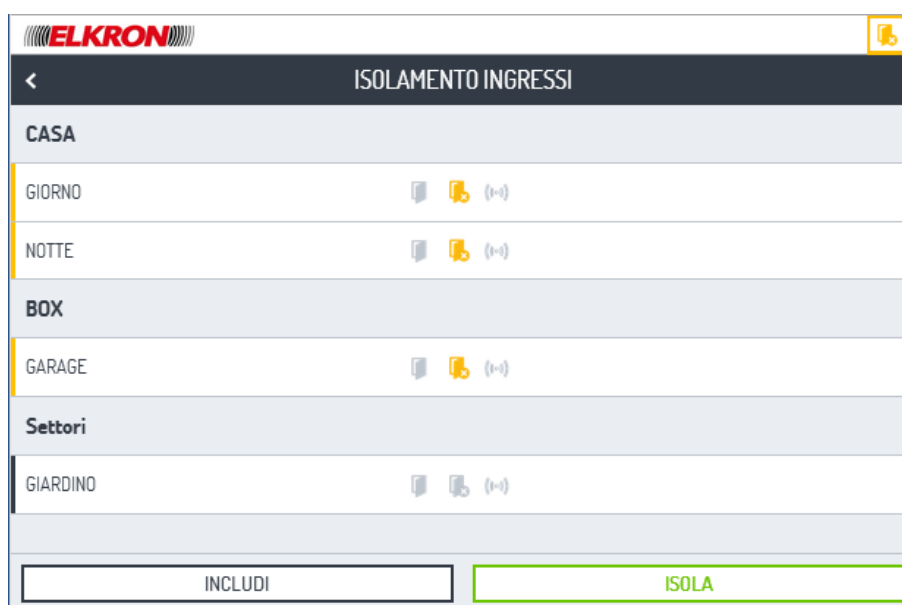 ELKRON
ISOLAMENTO INGRESSI
CASA
GIORNO
NOTTE
BOX
GARAGE
Settori
GIARDINO
INCLUDI
ISOLA